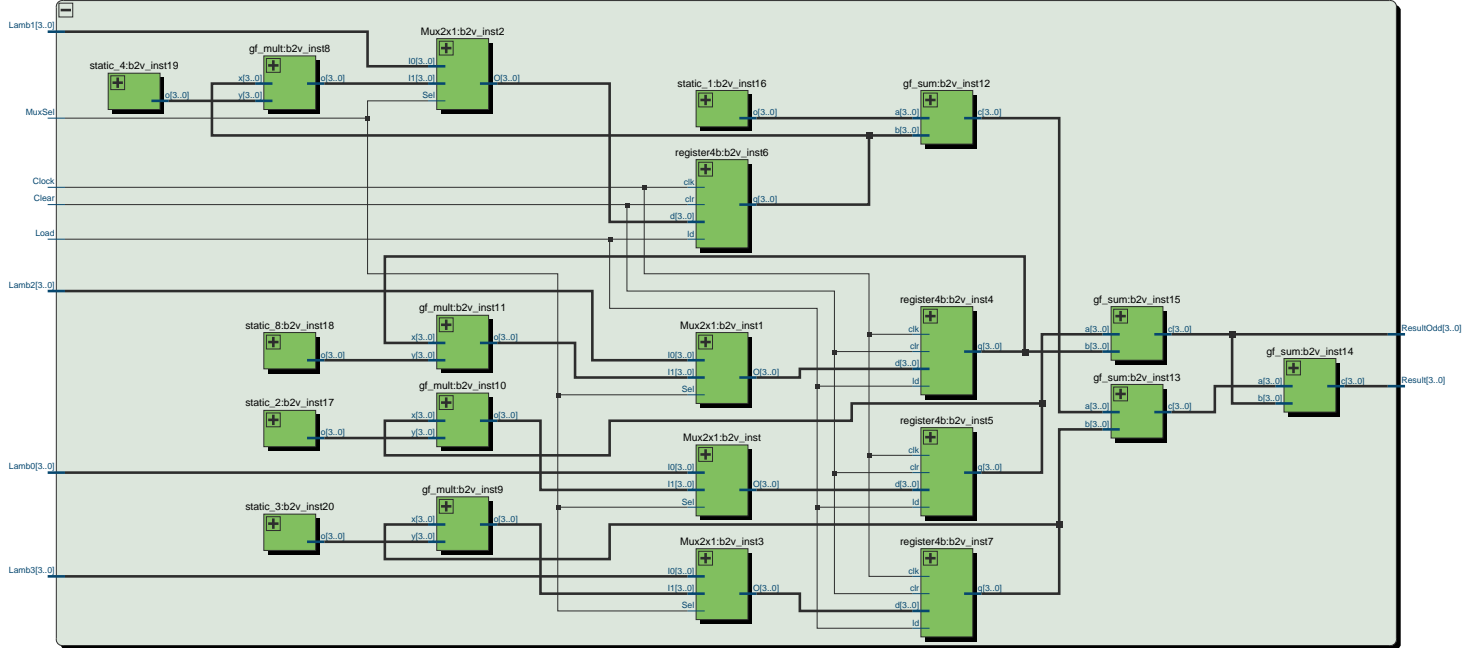 Lamb1[3..0]
MuxSel
Clock
Clear
Load
Lamb2[3..0]
Lamb0[3..0]
Lamb3[3..0]
static_4:b2v_inst19
o[3..0]
gf_mult:b2v_inst8
x[3..0]
y[3..0]
o[3..0]
Mux2x1:b2v_inst2
I0[3..0]
I1[3..0]
Sel
O[3..0]
static_1:b2v_inst16
o[3..0]
gf_sum:b2v_inst12
a[3..0]
b[3..0]
c[3..0]
register4b:b2v_inst6
clk
clr
d[3..0]
ld
q[3..0]
static_8:b2v_inst18
o[3..0]
gf_mult:b2v_inst11
x[3..0]
y[3..0]
o[3..0]
Mux2x1:b2v_inst1
I0[3..0]
I1[3..0]
Sel
O[3..0]
register4b:b2v_inst4
clk
clr
d[3..0]
ld
q[3..0]
gf_sum:b2v_inst15
a[3..0]
b[3..0]
c[3..0]
ResultOdd[3..0]
gf_sum:b2v_inst14
a[3..0]
b[3..0]
c[3..0]
Result[3..0]
gf_sum:b2v_inst13
a[3..0]
b[3..0]
c[3..0]
static_2:b2v_inst17
o[3..0]
gf_mult:b2v_inst10
x[3..0]
y[3..0]
o[3..0]
Mux2x1:b2v_inst
I0[3..0]
I1[3..0]
Sel
O[3..0]
register4b:b2v_inst5
clk
clr
d[3..0]
ld
q[3..0]
static_3:b2v_inst20
o[3..0]
gf_mult:b2v_inst9
x[3..0]
y[3..0]
o[3..0]
Mux2x1:b2v_inst3
I0[3..0]
I1[3..0]
Sel
O[3..0]
register4b:b2v_inst7
clk
clr
d[3..0]
ld
q[3..0]